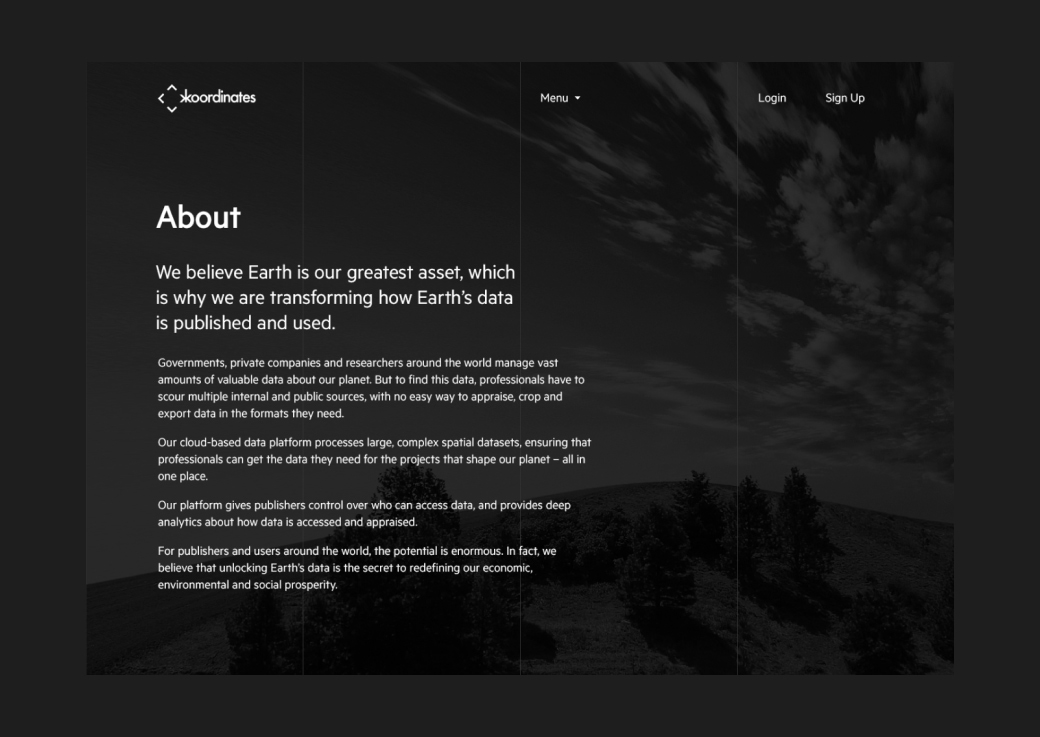 koordinates
Menu
Login
Sign Up
About
We believe Earth is our greatest asset, which
is why we are transforming how Earth’s data
is published and used.
Governments, private companies and researchers around the world manage vast
amounts of valuable data about our planet. But to find this data, professionals have to
scour multiple internal and public sources, with no easy way to appraise, crop and
export data in the formats they need.
Our cloud-based data platform processes large, complex spatial datasets, ensuring that
professionals can get the data they need for the projects that shape our planet – all in
one place.
Our platform gives publishers control over who can access data, and provides deep
analytics about how data is accessed and appraised.
For publishers and users around the world, the potential is enormous. In fact, we
believe that unlocking Earth’s data is the secret to redefining our economic,
environmental and social prosperity.